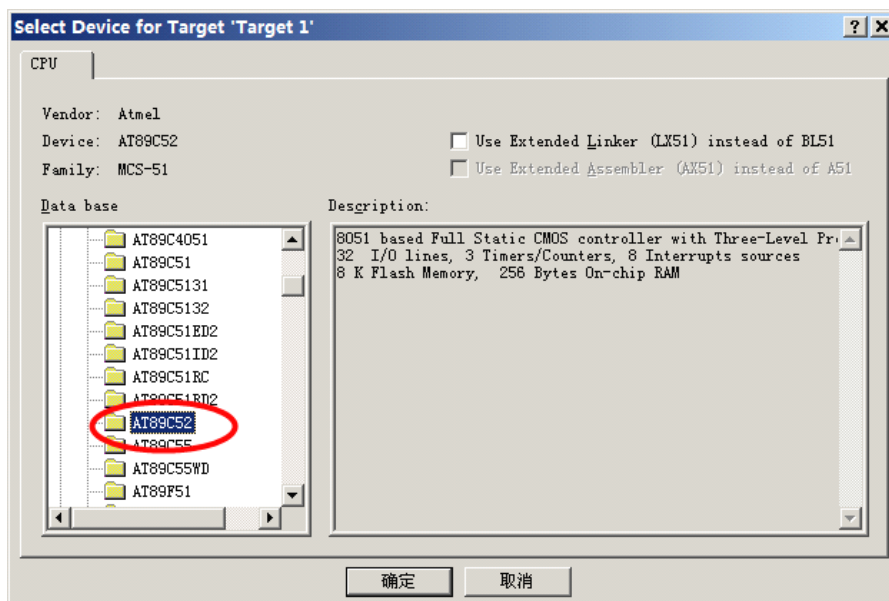 Select Device for Target 'Target 1'
CPU
Vendor: Atmel
Device: AT89C52
Family: MCS-51
Use Extended Linker (LX51) instead of BL51
Use Extended Assembler (AX51) instead of A51
Data base
AT89C4051
AT89C51
AT89C5131
AT89C5132
AT89C51ED2
AT89C51ID2
AT89C51RC
AT89C51RD2
AT89C52
AT89C55
AT89C55WD
AT89F51
Description:
8051 based Full Static CMOS controller with Three-Level
32 I/O lines, 3 Timers/Counters, 8 Interrupts sources
8 K Flash Memory, 256 Bytes On-chip RAM
确定
取消